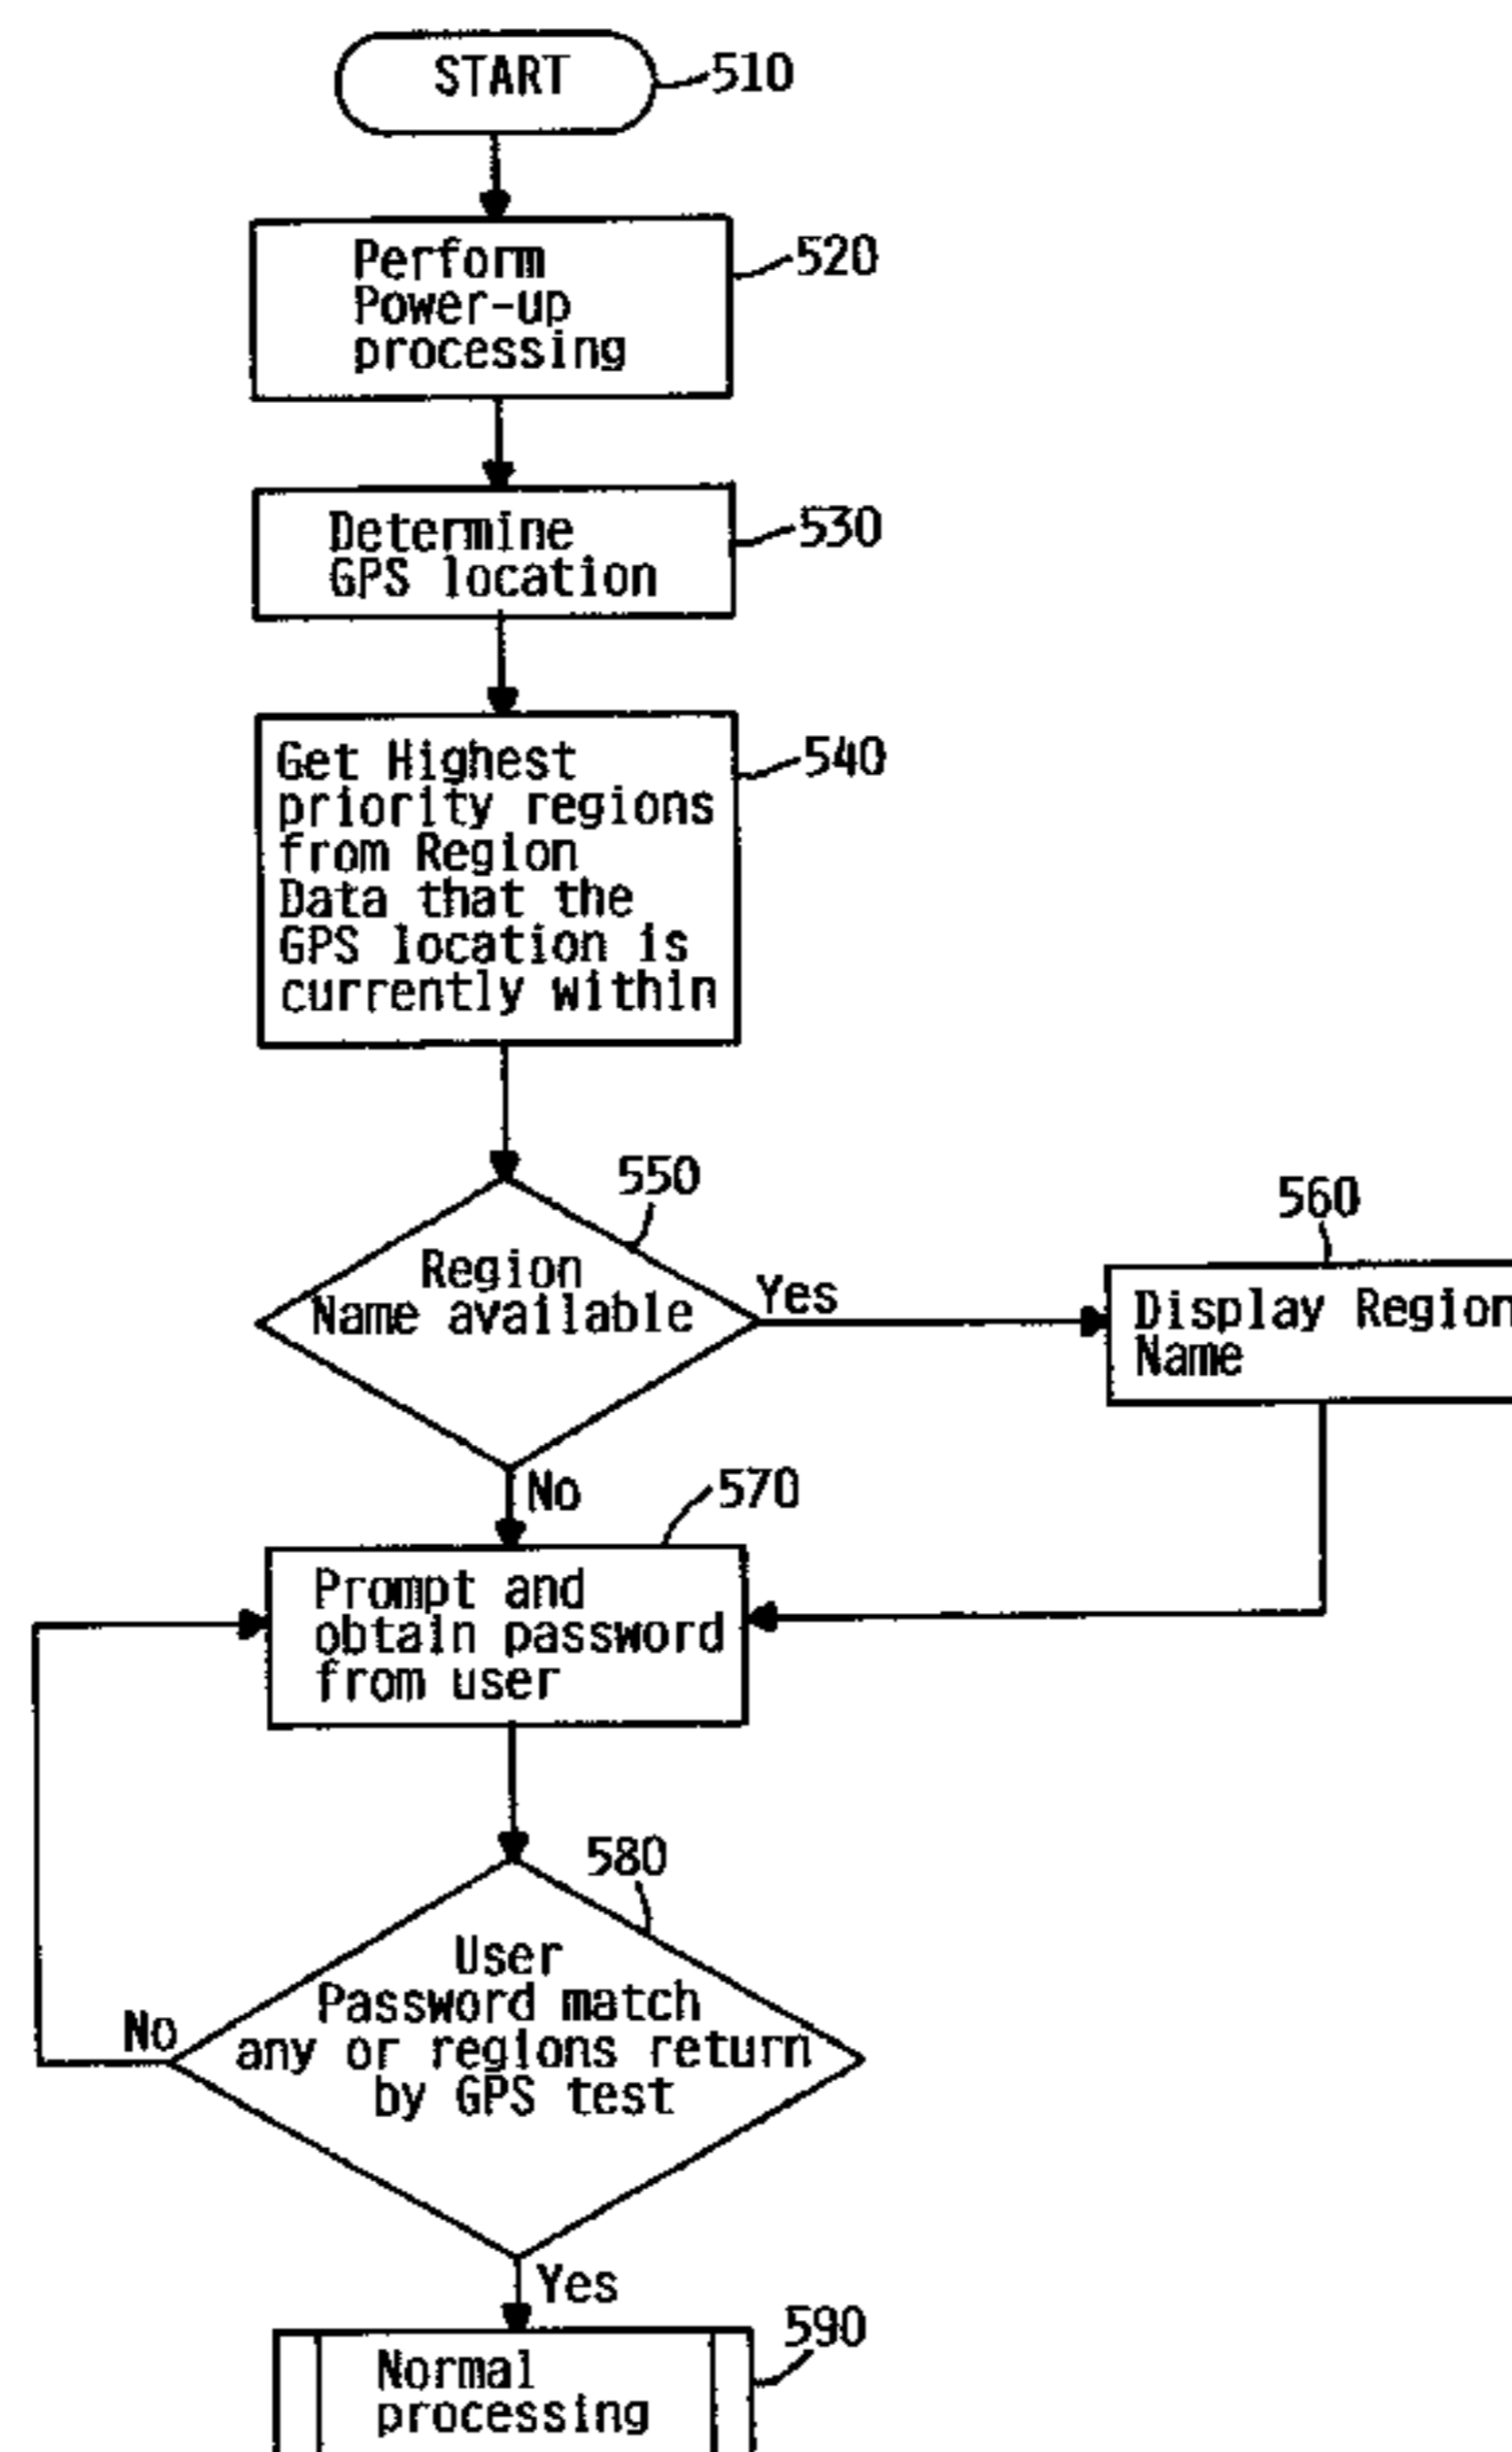 START
510
Perform
Power-up
processing
520
Determine
GPS location
530
Get Highest
priority regions
from Region
Data that the
GPS location is
currently within
540
550
Region
Name available
Yes
560
Display Region
Name
No
570
Prompt and
obtain password
from user
580
User
Password match
any or regions return
by GPS test
No
Yes
590
Normal
processing